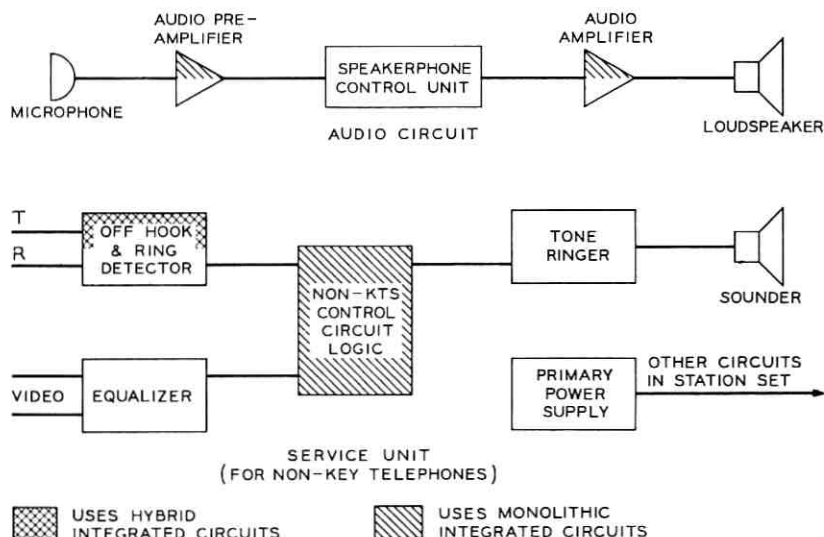 AUDIO PRE-
AMPLIFIER
AUDIO
AMPLIFIER
SPEAKERPHONE
CONTROL UNIT
MICROPHONE
AUDIO CIRCUIT
LOUDSPEAKER
T
R
OFF HOOK
& RING
DETECTOR
NON-KTS
CONTROL
CIRCUIT
LOGIC
TONE
RINGER
SOUNDER
VIDEO
EQUALIZER
PRIMARY
POWER
SUPPLY
OTHER CIRCUITS
IN STATION SET
SERVICE UNIT
(FOR NON-KEY TELEPHONES)
USES HYBRID
INTEGRATED CIRCUITS
USES MONOLITHIC
INTEGRATED CIRCUITS